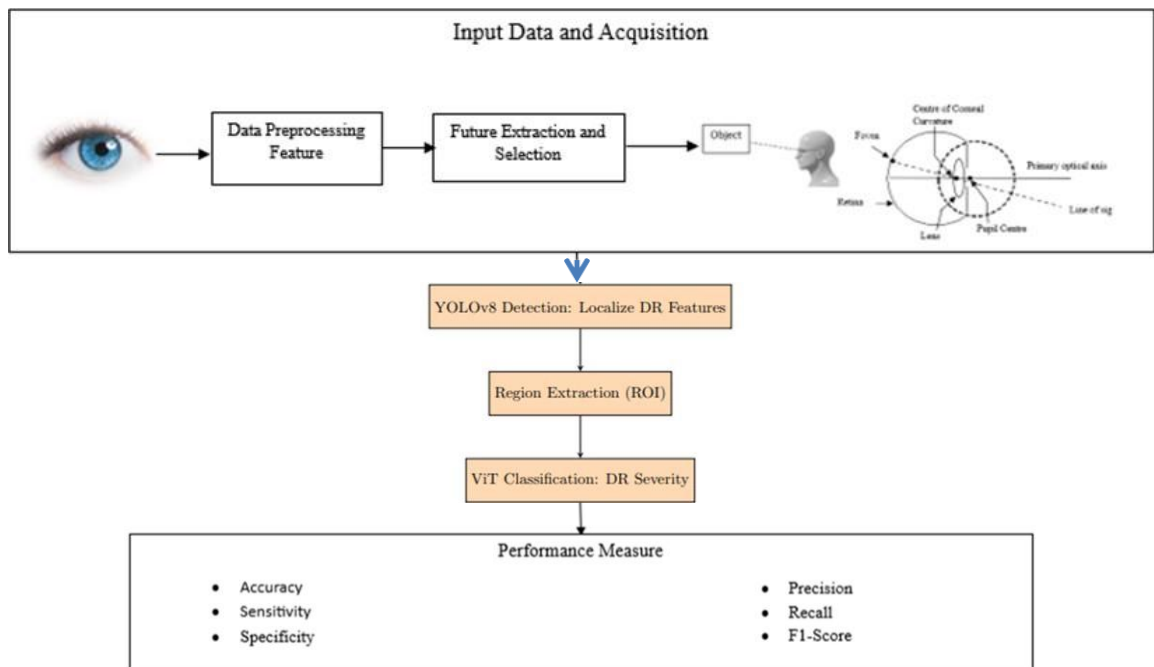 Input Data and Acquisition
Data Preprocessing
Feature
Future Extraction and
Selection
Object
Centre of Corneal
Curvature
Fovea
Primary optical axis
Retina
Line of sig
Lens
Pupil Centre
YOLOv8 Detection: Localize DR Features
Region Extraction (ROI)
ViT Classification: DR Severity
Performance Measure
• Accuracy
• Sensitivity
• Specificity
• Precision
• Recall
• F1-Score